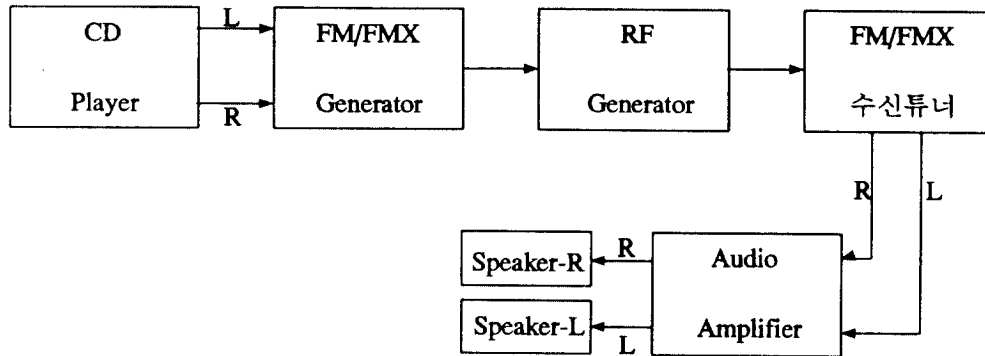 CD
Player
L
R
FM/FMX
Generator
RF
Generator
FM/FMX
수신튜너
R
L
Speaker-R
R
Audio
Amplifier
Speaker-L
L